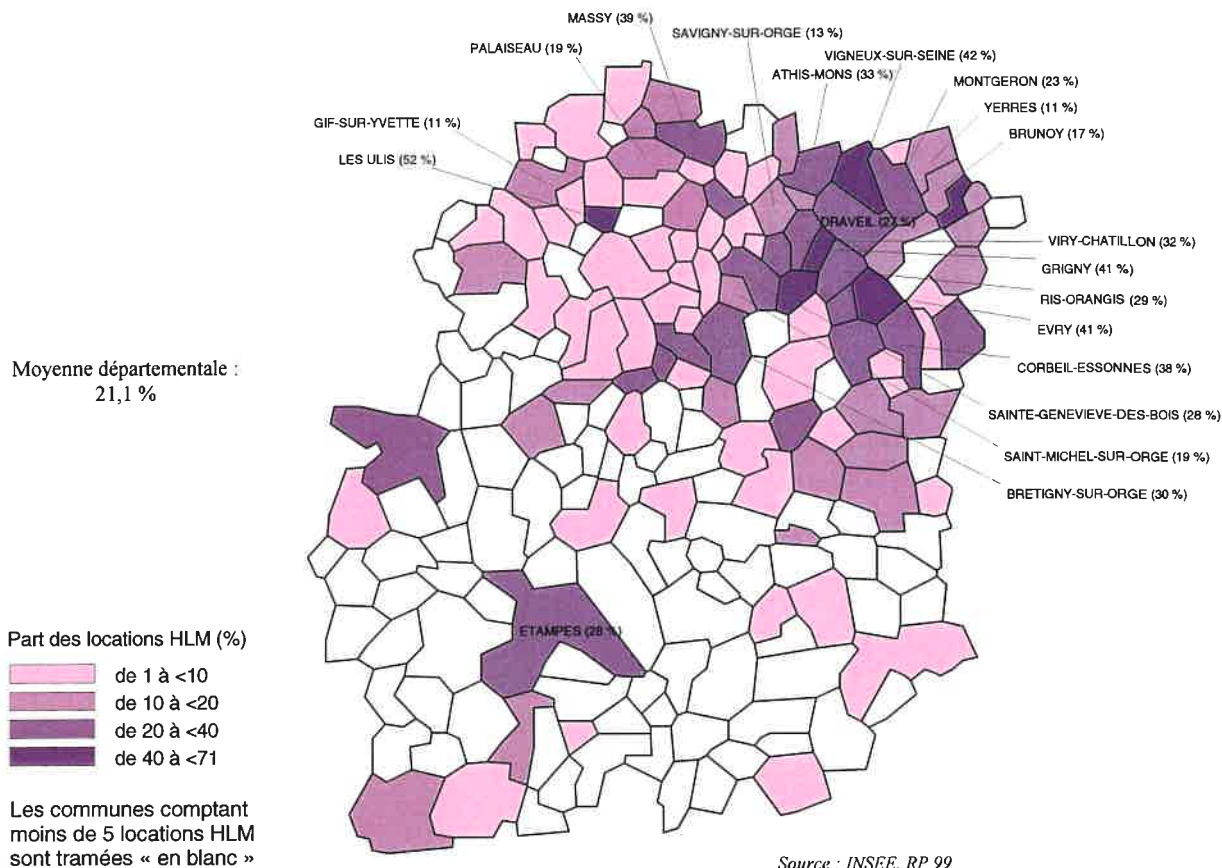 MASSY (39 %)
SAVIGNY-SUR-ORGE (13 %)
PALAISEAU (19 %)
VIGNEUX-SUR-SEINE (42 %)
ATHIS-MONS (33 %)
MONTGERON (23 %)
YERRES (11 %)
GIF-SUR-YVETTE (11 %)
BRUNOY (17 %)
LES ULIS (52 %)
DRAVEIL (27 %)
VIRY-CHATILLON (32 %)
GRIGNY (41 %)
RIS-ORANGIS (29 %)
EVRY (41 %)
Moyenne départementale :
21,1 %
CORBEIL-ESSONNES (38 %)
SAINTE-GENEVIEVE-DES-BOIS (28 %)
SAINT-MICHEL-SUR-ORGE (19 %)
BRETIGNY-SUR-ORGE (30 %)
ETAMPES (28 %)
Part des locations HLM (%)
de 1 à <10
de 10 à <20
de 20 à <40
de 40 à <71
Les communes comptant
moins de 5 locations HLM
sont tramées « en blanc »
Source : INSEE, RP 99